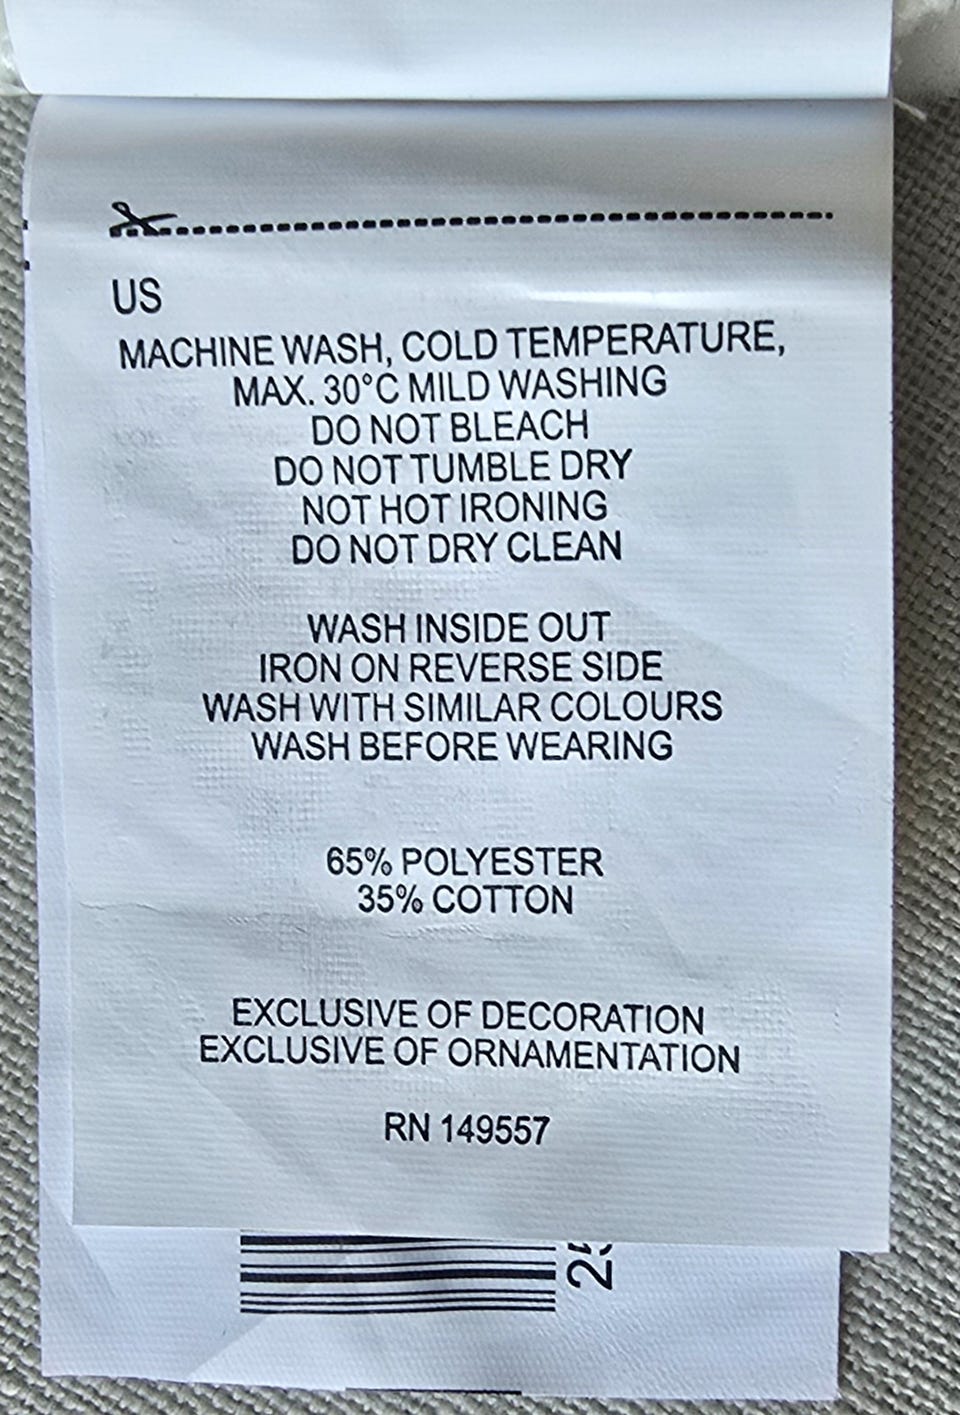 US
MACHINE WASH, COLD TEMPERATURE,
MAX. 30°C MILD WASHING
DO NOT BLEACH
DO NOT TUMBLE DRY
NOT HOT IRONING
DO NOT DRY CLEAN
WASH INSIDE OUT
IRON ON REVERSE SIDE
WASH WITH SIMILAR COLOURS
WASH BEFORE WEARING
65% POLYESTER
35% COTTON
EXCLUSIVE OF DECORATION
EXCLUSIVE OF ORNAMENTATION
RN 149557